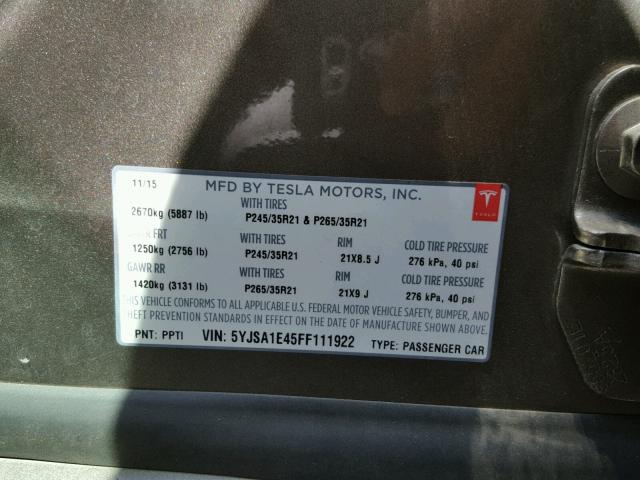 11/15 MFD BY TESLA MOTORS, INC.
WITH TIRES
2670kg (5887 lb) P245/35R21 & P265/35R21
FRT WITH TIRES RIM COLD TIRE PRESSURE
1250kg (2756 lb) P245/35R21 21X8.5 J 276 kPa, 40 psi
GAWR RR WITH TIRES RIM COLD TIRE PRESSURE
1420kg (3131 lb) P265/35R21 21X9 J 276 kPa, 40 psi
THIS VEHICLE CONFORMS TO ALL APPLICABLE U.S. FEDERAL MOTOR VEHICLE SAFETY, BUMPER, AND
THEFT PREVENTION STANDARDS IN EFFECT ON THE DATE OF MANUFACTURE SHOWN ABOVE.
PNT: PPTI VIN: 5YJSA1E45FF111922 TYPE: PASSENGER CAR
TESLA